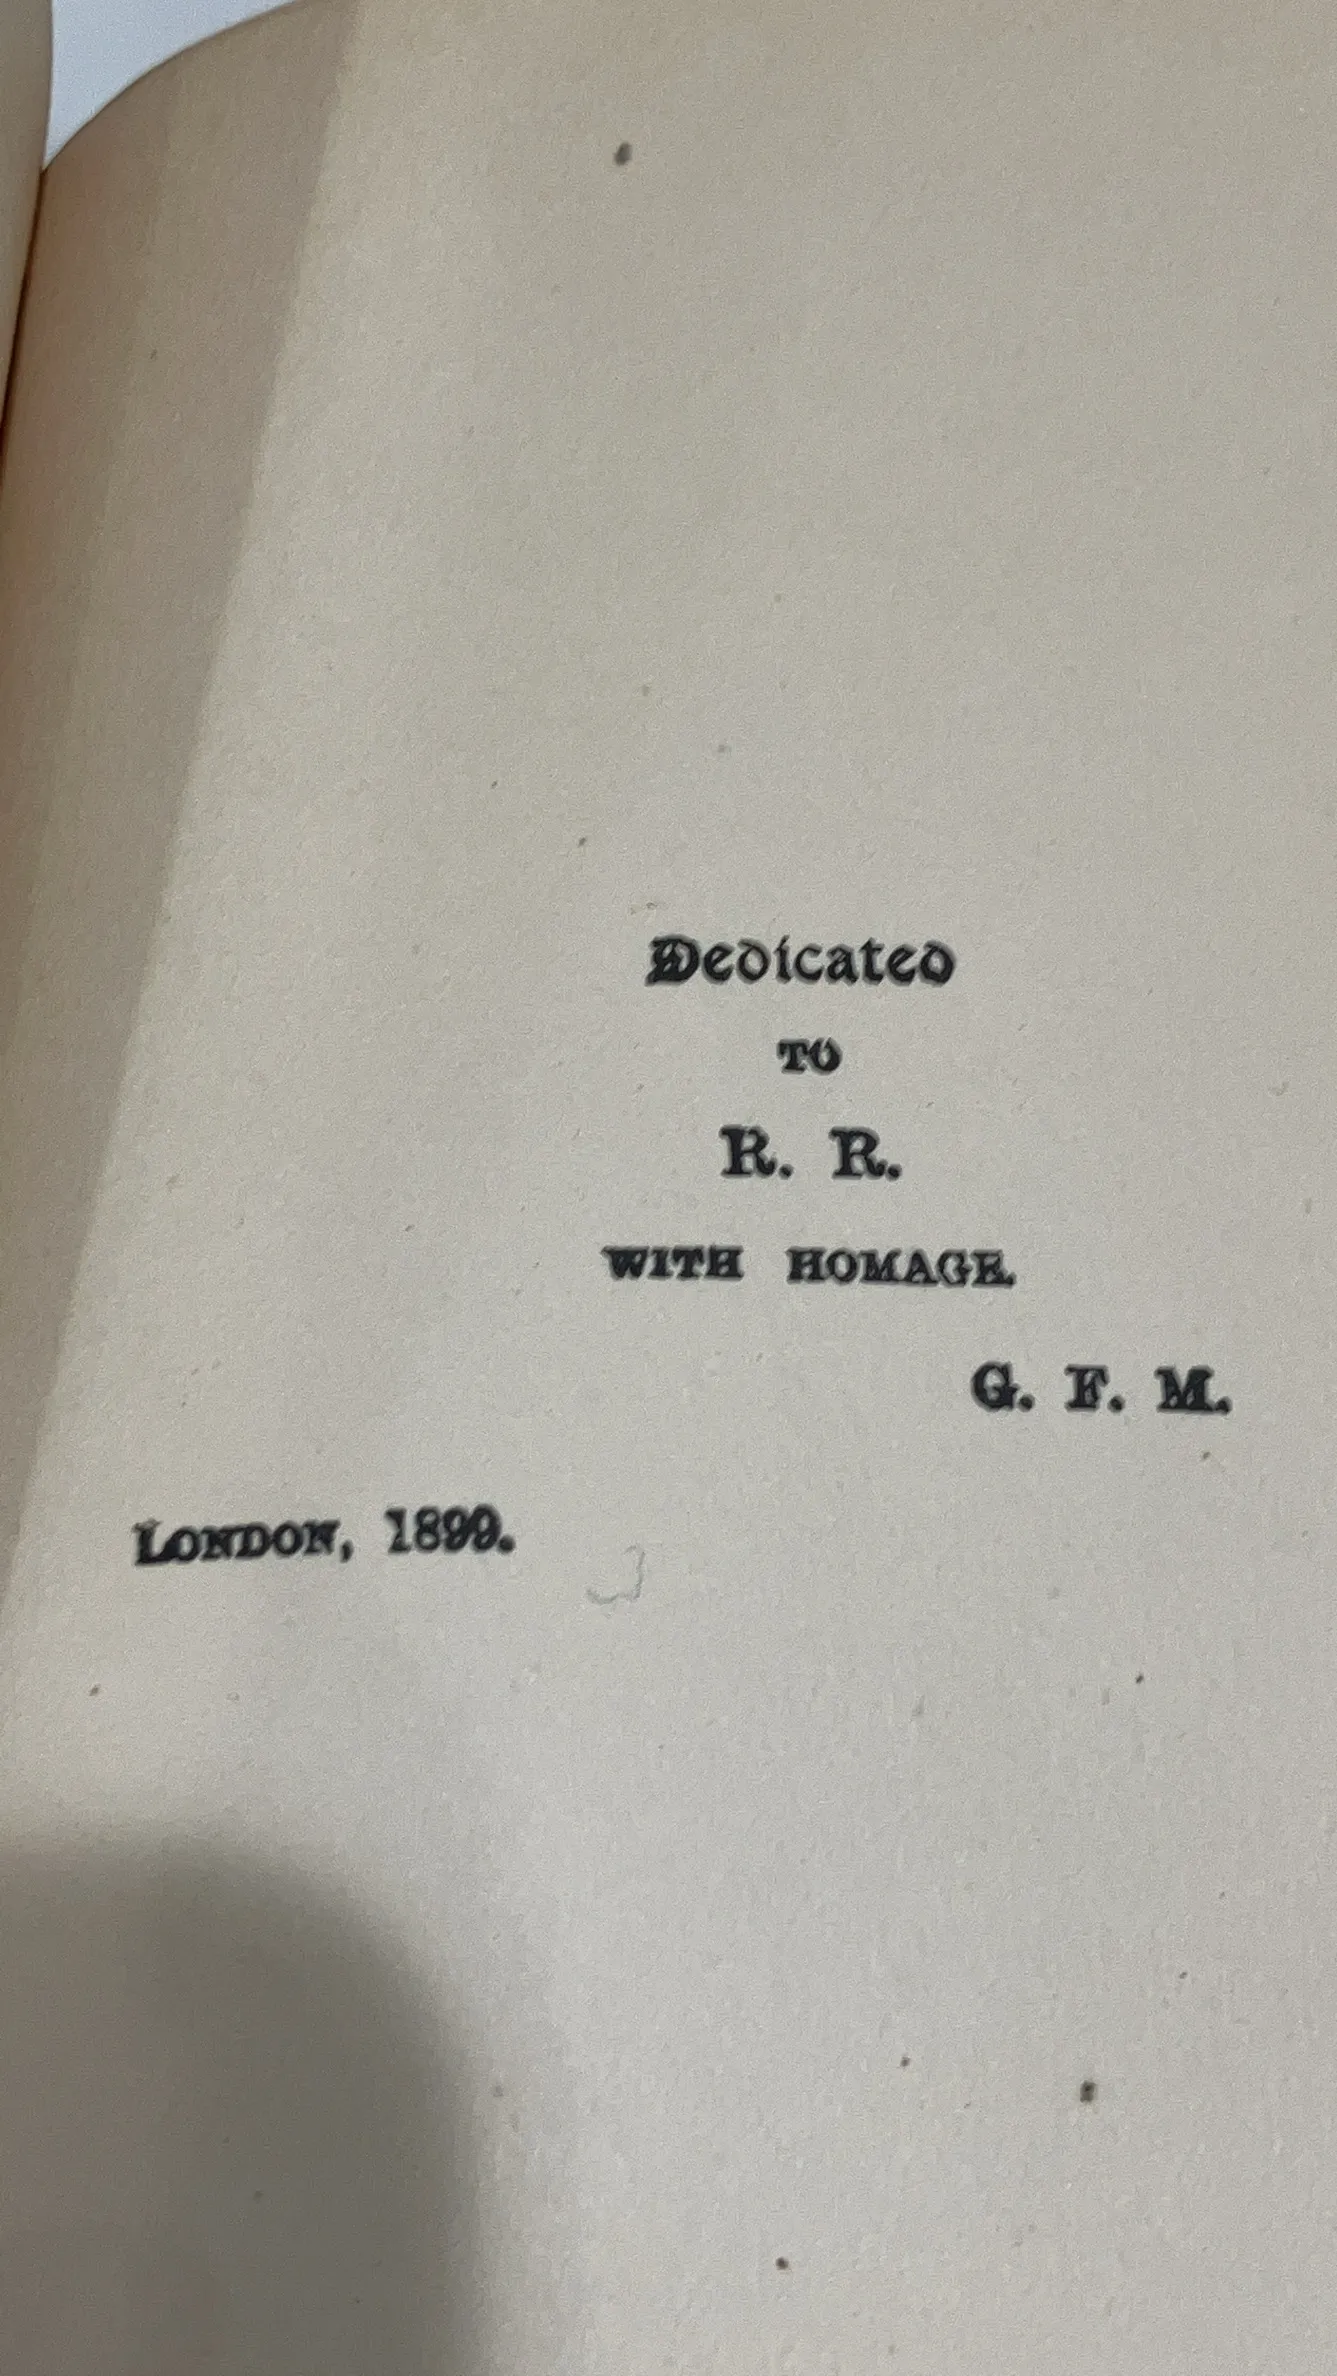 Dedicated
TO
R. R.
WITH HOMAGE.
G. F. M.
LONDON, 1899.